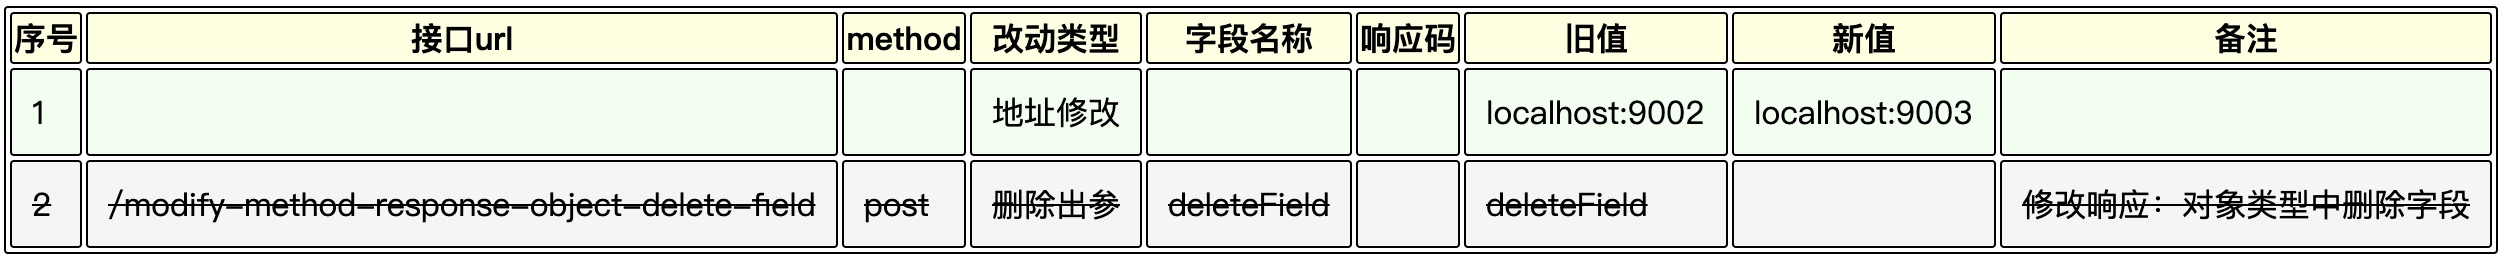 序号 接口url method 改动类型 字段名称 响应码 旧值 新值 备注
1 地址修改 localhost:9002 localhost:9003
2 /modify-method-response-object-delete-field post 删除出参 deleteField deleteField 修改响应：对象类型中删除字段